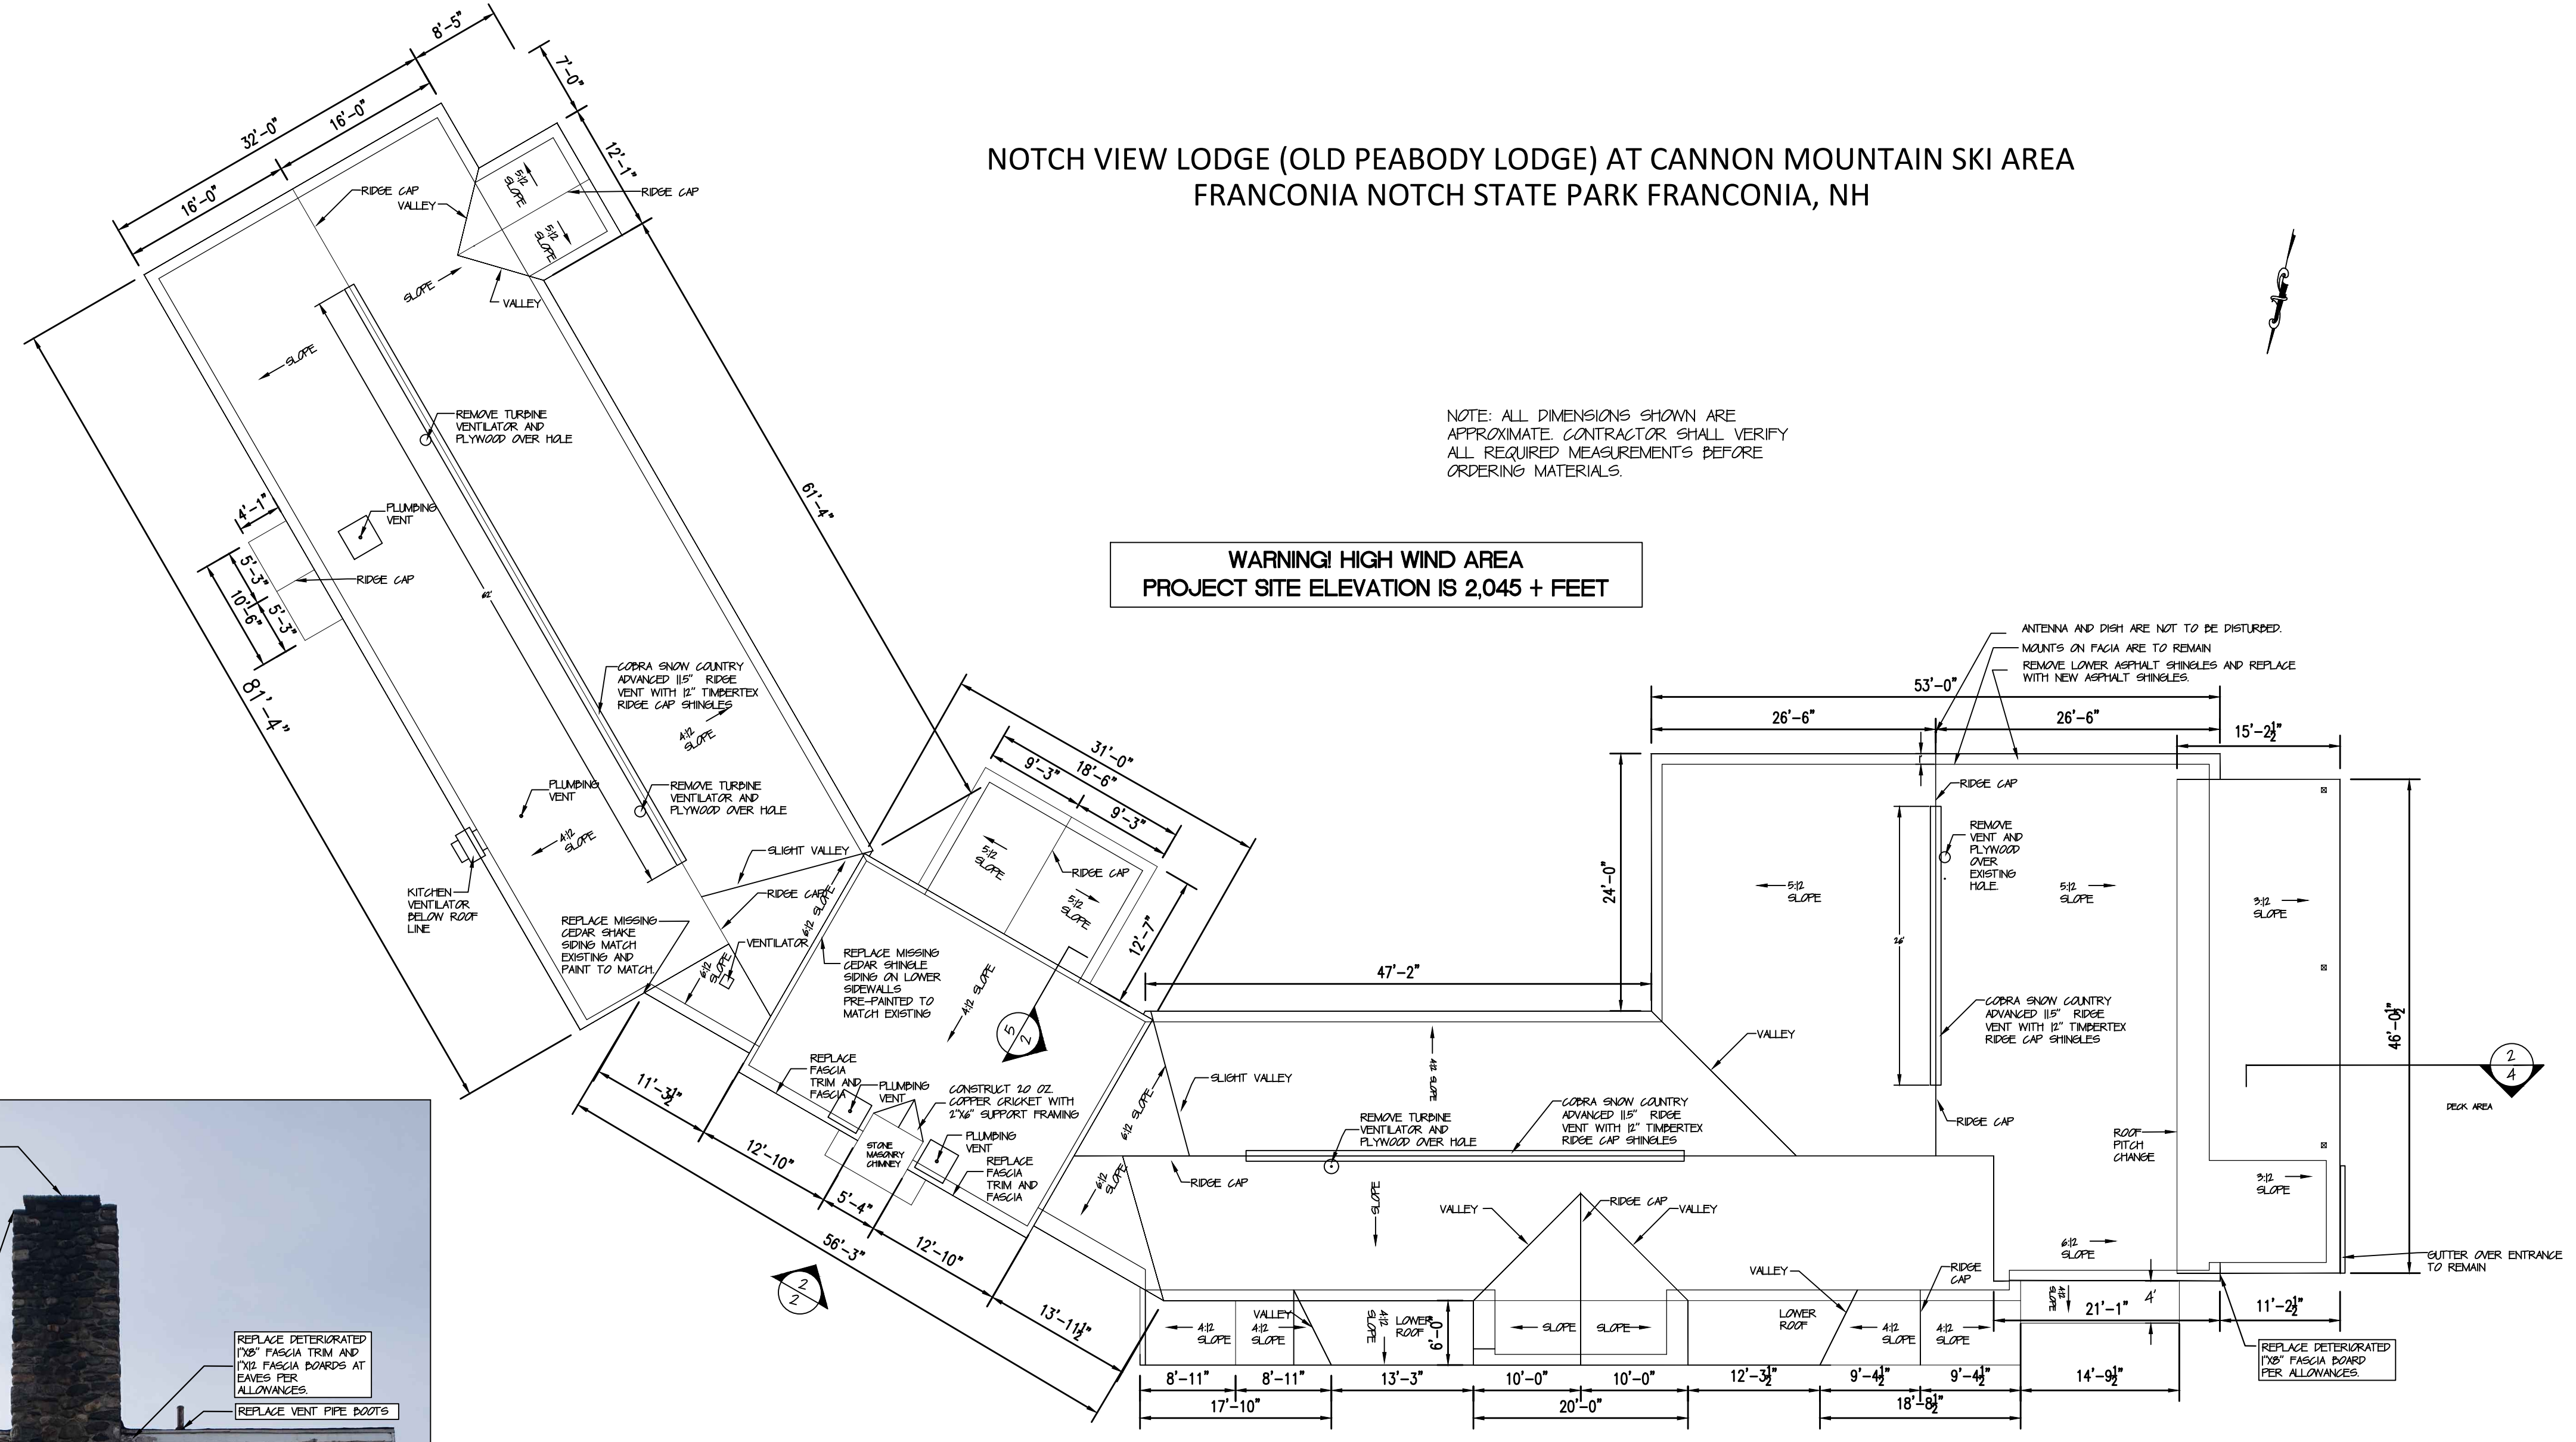 NOTCH VIEW LODGE (OLD PEABODY LODGE) AT CANNON MOUNTAIN SKI AREA
FRANCONIA NOTCH STATE PARK FRANCONIA, NH
NOTE: ALL DIMENSIONS SHOWN ARE
APPROXIMATE. CONTRACTOR SHALL VERIFY
ALL REQUIRED MEASUREMENTS BEFORE
ORDERING MATERIALS.
WARNING! HIGH WIND AREA
PROJECT SITE ELEVATION IS 2,045 + FEET
8'-5"
7'-0"
32'-0"
16'-0"
16'-0"
12'-1"
RIDGE CAP
VALLEY
5:12
SLOPE
RIDGE CAP
5:12
SLOPE
SLOPE
VALLEY
SLOPE
REMOVE TURBINE
VENTILATOR AND
PLYWOOD OVER HOLE
4'-1"
PLUMBING
VENT
61'-4"
5'-3"
5'-3"
10'-6"
RIDGE CAP
62'
81'-4"
COBRA SNOW COUNTRY
ADVANCED 11.5" RIDGE
VENT WITH 12" TIMBERTEX
RIDGE CAP SHINGLES
4:12
SLOPE
PLUMBING
VENT
REMOVE TURBINE
VENTILATOR AND
PLYWOOD OVER HOLE
4:12
SLOPE
SLIGHT VALLEY
RIDGE CAP
6:12 SLOPE
KITCHEN
VENTILATOR
BELOW ROOF
LINE
REPLACE MISSING
CEDAR SHAKE
SIDING MATCH
EXISTING AND
PAINT TO MATCH.
VENTILATOR
6:12
SLOPE
REPLACE MISSING
CEDAR SHINGLE
SIDING ON LOWER
SIDEWALLS
PRE-PAINTED TO
MATCH EXISTING
31'-0"
18'-6"
9'-3"
9'-3"
5:12
SLOPE
RIDGE CAP
5:12
SLOPE
12'-7"
4:12 SLOPE
5
2
REPLACE
FASCIA
TRIM AND
FASCIA
PLUMBING
VENT
CONSTRUCT 20 OZ.
COPPER CRICKET WITH
2"X6" SUPPORT FRAMING
STONE
MASONRY
CHIMNEY
PLUMBING
VENT
REPLACE
FASCIA
TRIM AND
FASCIA
11'-3½"
12'-10"
5'-4"
12'-10"
13'-11½"
56'-3"
2
2
47'-2"
SLIGHT VALLEY
6:12 SLOPE
6:12
SLOPE
RIDGE CAP
4:12 SLOPE
REMOVE TURBINE
VENTILATOR AND
PLYWOOD OVER HOLE
COBRA SNOW COUNTRY
ADVANCED 11.5" RIDGE
VENT WITH 12" TIMBERTEX
RIDGE CAP SHINGLES
SLOPE
VALLEY
RIDGE CAP
VALLEY
VALLEY
ANTENNA AND DISH ARE NOT TO BE DISTURBED.
MOUNTS ON FACIA ARE TO REMAIN
REMOVE LOWER ASPHALT SHINGLES AND REPLACE
WITH NEW ASPHALT SHINGLES.
53'-0"
26'-6"
26'-6"
15'-2½"
24'-0"
RIDGE CAP
REMOVE
VENT AND
PLYWOOD
OVER
EXISTING
HOLE.
5:12
SLOPE
5:12
SLOPE
3:12
SLOPE
26'
COBRA SNOW COUNTRY
ADVANCED 11.5" RIDGE
VENT WITH 12" TIMBERTEX
RIDGE CAP SHINGLES
46'-0½"
2
4
DECK AREA
RIDGE CAP
ROOF
PITCH
CHANGE
3:12
SLOPE
6:12
SLOPE
GUTTER OVER ENTRANCE
TO REMAIN
VALLEY
RIDGE
CAP
4:12
SLOPE
4'
21'-1"
11'-2½"
4:12
SLOPE
VALLEY
4:12
SLOPE
4:12
SLOPE
LOWER
ROOF
6'-0"
SLOPE
SLOPE
LOWER
ROOF
4:12
SLOPE
4:12
SLOPE
REPLACE DETERIORATED
1"X8" FASCIA BOARD
PER ALLOWANCES.
8'-11"
8'-11"
13'-3"
10'-0"
10'-0"
12'-3½"
9'-4½"
9'-4½"
14'-9½"
17'-10"
20'-0"
18'-8½"
REPLACE DETERIORATED
1"X8" FASCIA TRIM AND
1"X12 FASCIA BOARDS AT
EAVES PER
ALLOWANCES.
REPLACE VENT PIPE BOOTS